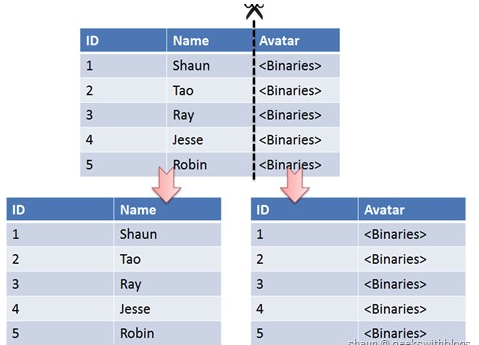 ID Name Avatar
1 Shaun <Binaries>
2 Tao <Binaries>
3 Ray <Binaries>
4 Jesse <Binaries>
5 Robin <Binaries>
ID Name
1 Shaun
2 Tao
3 Ray
4 Jesse
5 Robin
ID Avatar
1 <Binaries>
2 <Binaries>
3 <Binaries>
4 <Binaries>
5 <Binaries>
shaun @ geekswithblogs